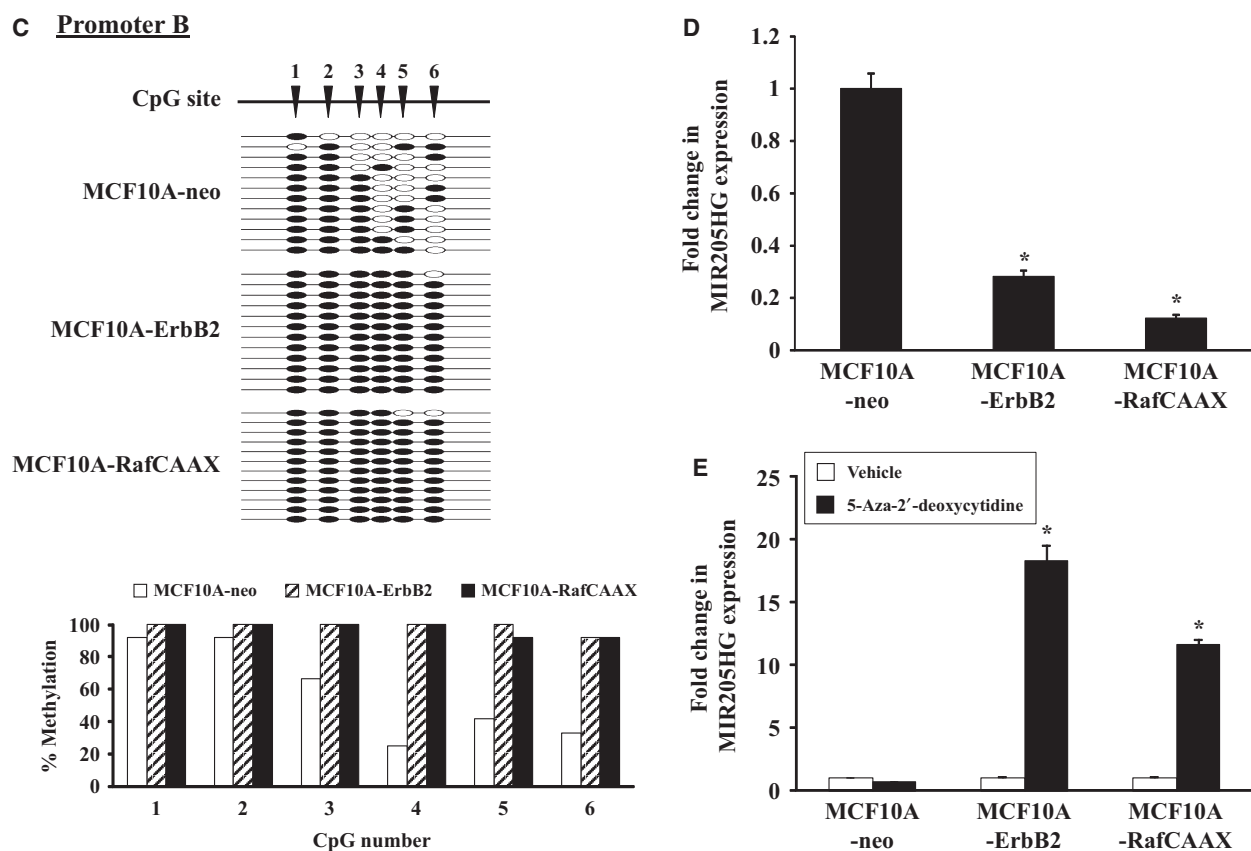 C Promoter B
1 2 3 4 5 6
CpG site
MCF10A-neo
MCF10A-ErbB2
MCF10A-RafCAAX
MCF10A-neo MCF10A-ErbB2 MCF10A-RafCAAX
% Methylation
100
80
60
40
20
0
1 2 3 4 5 6
CpG number
D
Fold change in
MIR205HG expression
1.2
1
0.8
0.6
0.4
0.2
0
*
*
MCF10A MCF10A MCF10A
-neo -ErbB2 -RafCAAX
E
Vehicle
5-Aza-2′-deoxycytidine
Fold change in
MIR205HG expression
25
20
15
10
5
0
*
*
MCF10A MCF10A MCF10A
-neo -ErbB2 -RafCAAX